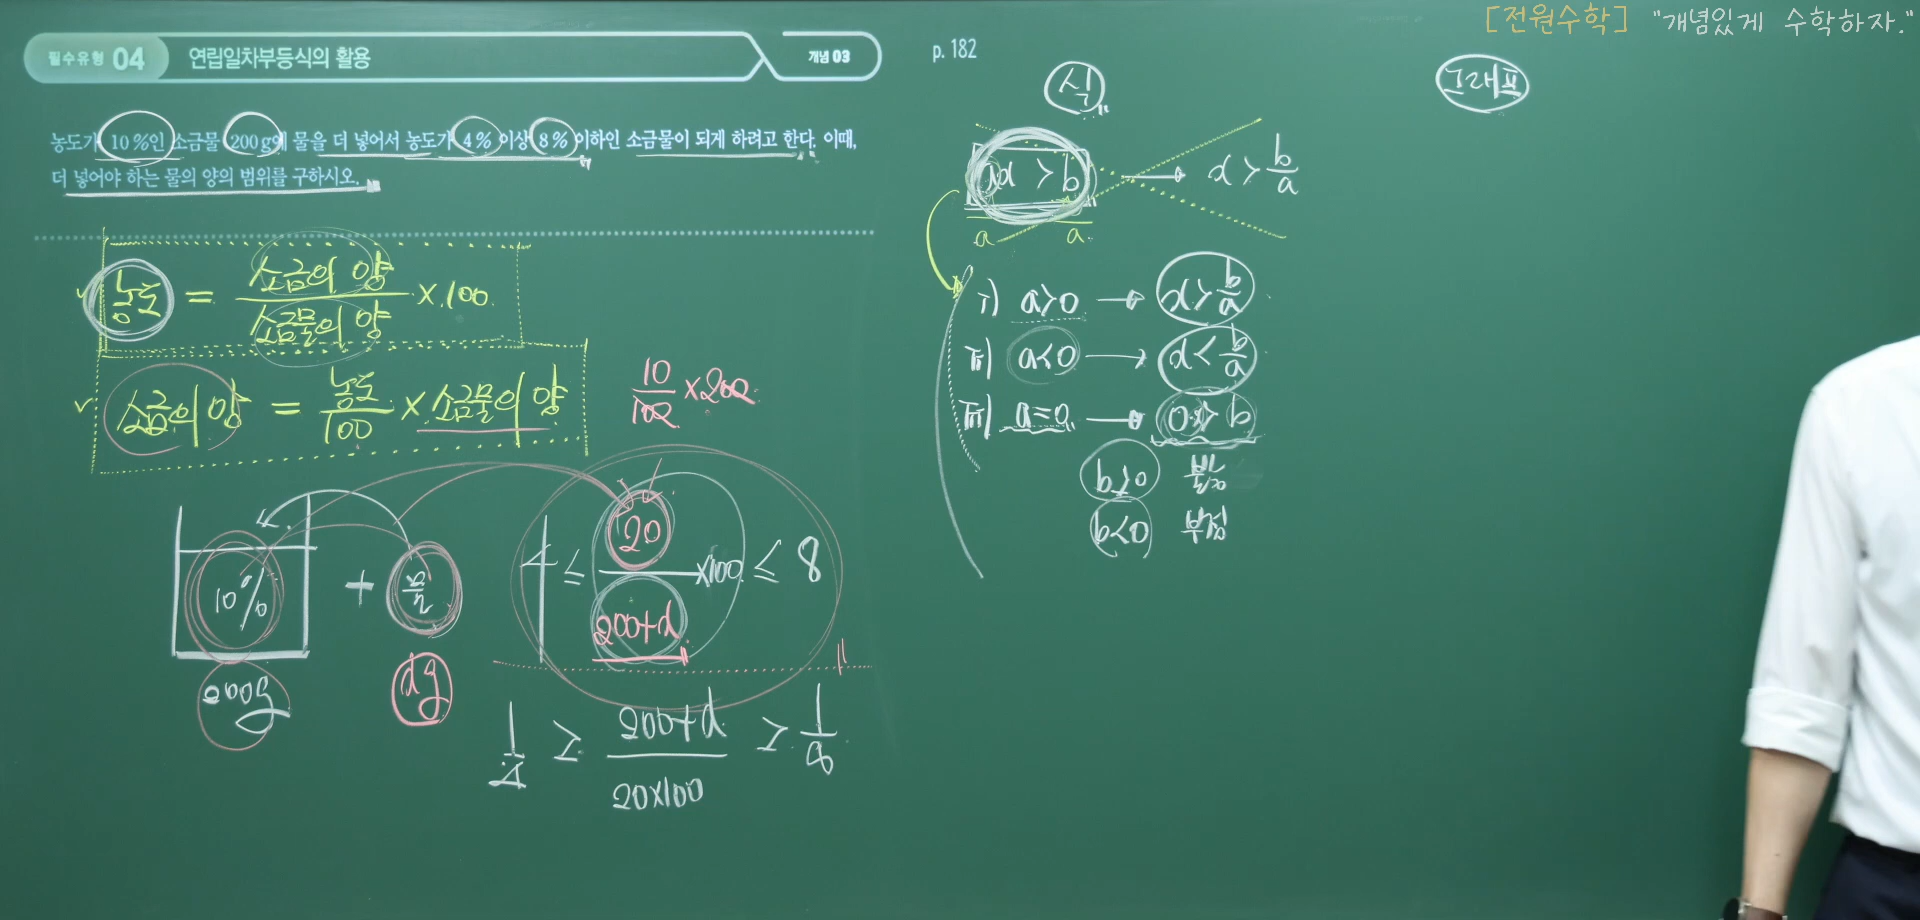 [전원수학] "개념있게 수학하자."
필수유형 04 연립일차부등식의 활용 개념 03
p. 182
농도가 10 %인 소금물 200 g에 물을 더 넣어서 농도가 4 % 이상 8 % 이하인 소금물이 되게 하려고 한다. 이때,
더 넣어야 하는 물의 양의 범위를 구하시오.
농도 = 소금의 양 / 소금물의 양 × 100
소금의 양 = 농도 / 100 × 소금물의 양
10/100 × 200
10% + 물
200g xg
4 ≤ 20 / 200+x ×100 ≤ 8
1/4 ≥ 200+x / 20×100 ≥ 1/8
식
그래프
ax > b → x > b/a
a a
i) a>0 → x > b/a
ii) a<0 → x < b/a
iii) a=0 → 0·x > b
불능
b<0 부정